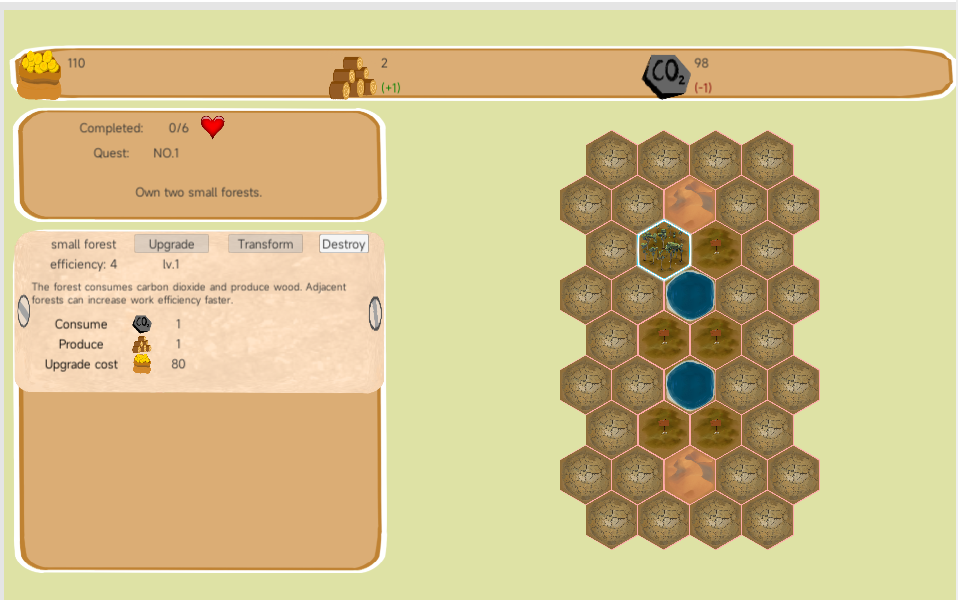 110
2
(+1)
CO2
98
(-1)
Completed: 0/6
Quest: NO.1
Own two small forests.
small forest Upgrade Transform Destroy
efficiency: 4 lv.1
The forest consumes carbon dioxide and produce wood. Adjacent
forests can increase work efficiency faster.
Consume CO2 1
Produce 1
Upgrade cost 80